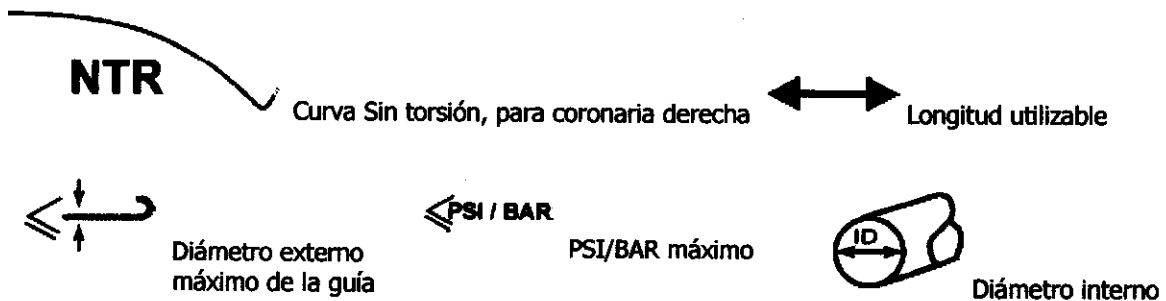 NTR
Curva Sin torsión, para coronaria derecha
Longitud utilizable
≤ PSI / BAR
ID
Diámetro externo
máximo de la guía
PSI/BAR máximo
Diámetro interno